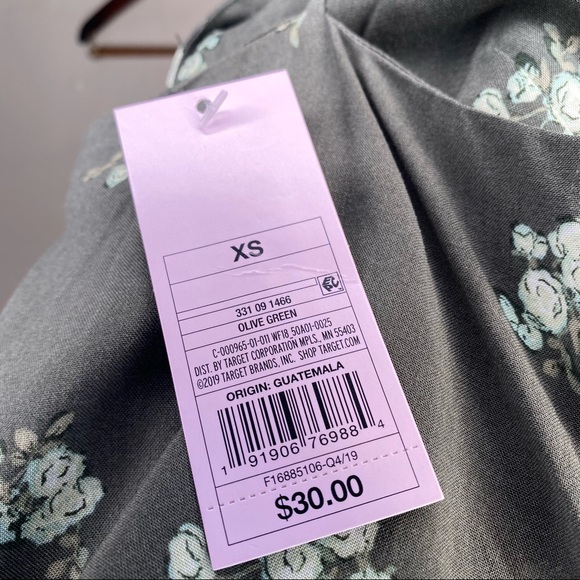 XS
331 09 1466
OLIVE GREEN
C-000965-01-011 WF18_50A01-0025
DIST. BY TARGET CORPORATION MPLS., MN 55403
©2019 TARGET BRANDS, INC. SHOP TARGET.COM
ORIGIN: GUATEMALA
1 91906 76988 4
F16885106-Q4/19
$30.00